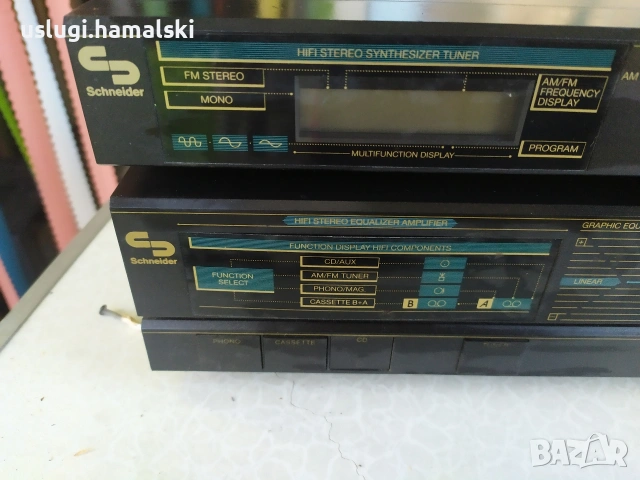 uslugi.hamalski
Schneider
HIFI STEREO SYNTHESIZER TUNER
FM STEREO
MONO
AM/FM
FREQUENCY
DISPLAY
AM
MULTIFUNCTION DISPLAY
PROGRAM
Schneider
HIFI STEREO EQUALIZER AMPLIFIER
GRAPHIC EQU
FUNCTION DISPLAY HIFI COMPONENTS
FUNCTION
SELECT
CD/AUX
AM/FM TUNER
PHONO/MAG.
CASSETTE B+A
B
A
LINEAR
PHONO
CASSETTE
CD
BAZAR